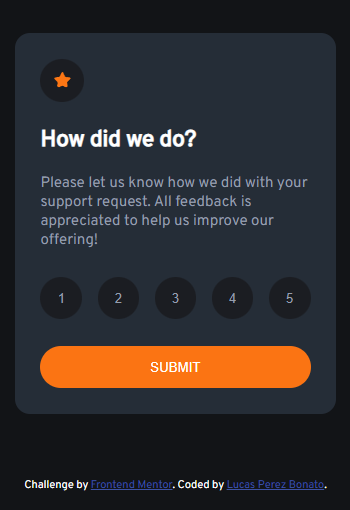 How did we do?
Please let us know how we did with your
support request. All feedback is
appreciated to help us improve our
offering!
1 2 3 4 5
SUBMIT
Challenge by Frontend Mentor. Coded by Lucas Perez Bonato.